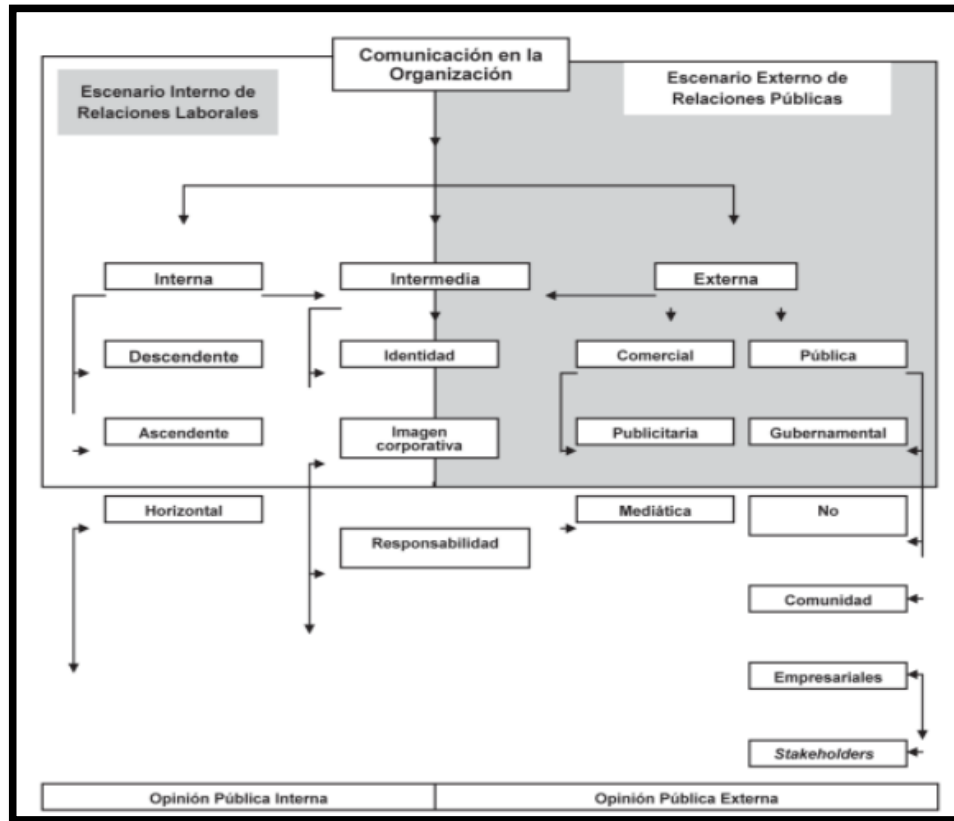 Comunicación en la
Organización
Escenario Interno de
Relaciones Laborales
Escenario Externo de
Relaciones Públicas
Interna
Intermedia
Externa
Descendente
Identidad
Comercial
Pública
Ascendente
Imagen
corporativa
Publicitaria
Gubernamental
Horizontal
Mediática
No
Responsabilidad
Comunidad
Empresariales
Stakeholders
Opinión Pública Interna
Opinión Pública Externa